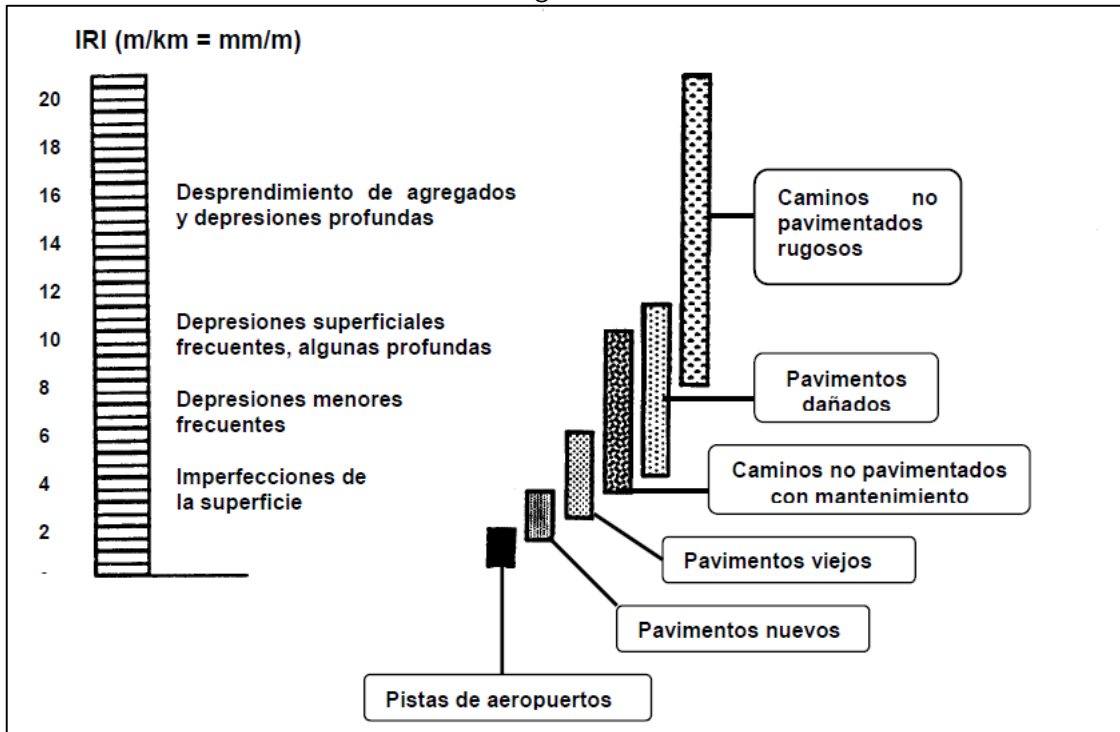 IRI (m/km = mm/m)
20
18
16
14
12
10
8
6
4
2
-
Desprendimiento de agregados
y depresiones profundas
Depresiones superficiales
frecuentes, algunas profundas
Depresiones menores
frecuentes
Imperfecciones de
la superficie
Caminos no
pavimentados
rugosos
Pavimentos
dañados
Caminos no pavimentados
con mantenimiento
Pavimentos viejos
Pavimentos nuevos
Pistas de aeropuertos